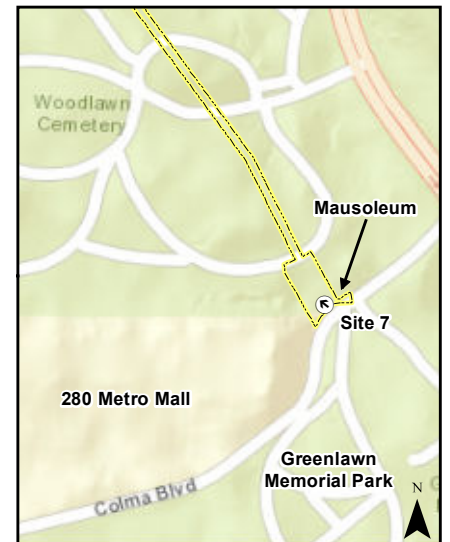 Woodlawn
Cemetery
Mausoleum
Site 7
280 Metro Mall
Greenlawn
Memorial Park
Colma Blvd
N